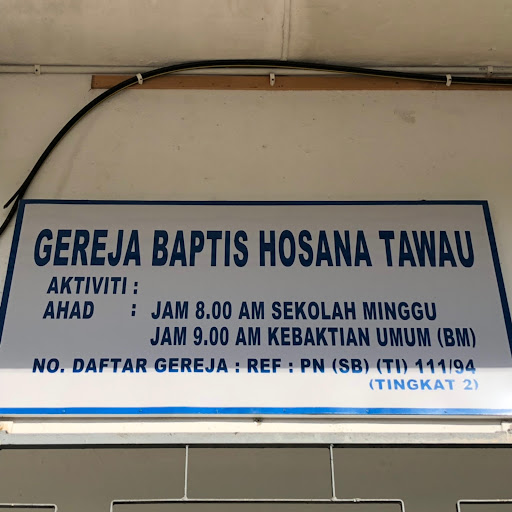 GEREJA BAPTIS HOSANA TAWAU
AKTIVITI :
AHAD : JAM 8.00 AM SEKOLAH MINGGU
JAM 9.00 AM KEBAKTIAN UMUM (BM)
NO. DAFTAR GEREJA : REF : PN (SB) (TI) 111/94
(TINGKAT 2)